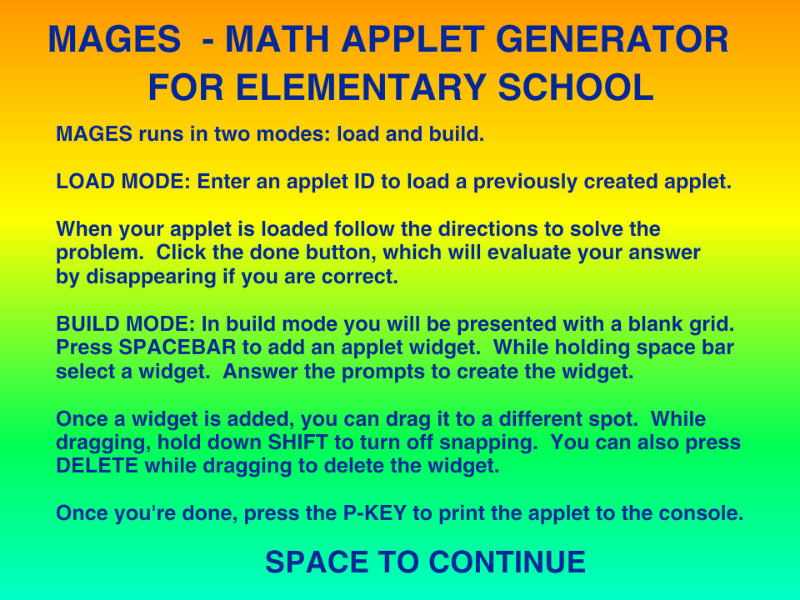 MAGES  - MATH APPLET GENERATOR
FOR ELEMENTARY SCHOOL
MAGES runs in two modes: load and build.
LOAD MODE: Enter an applet ID to load a previously created applet.
When your applet is loaded follow the directions to solve the
problem.  Click the done button, which will evaluate your answer
by disappearing if you are correct.
BUILD MODE: In build mode you will be presented with a blank grid.
Press SPACEBAR to add an applet widget.  While holding space bar
select a widget.  Answer the prompts to create the widget.
Once a widget is added, you can drag it to a different spot.  While
dragging, hold down SHIFT to turn off snapping.  You can also press
DELETE while dragging to delete the widget.
Once you're done, press the P-KEY to print the applet to the console.
SPACE TO CONTINUE